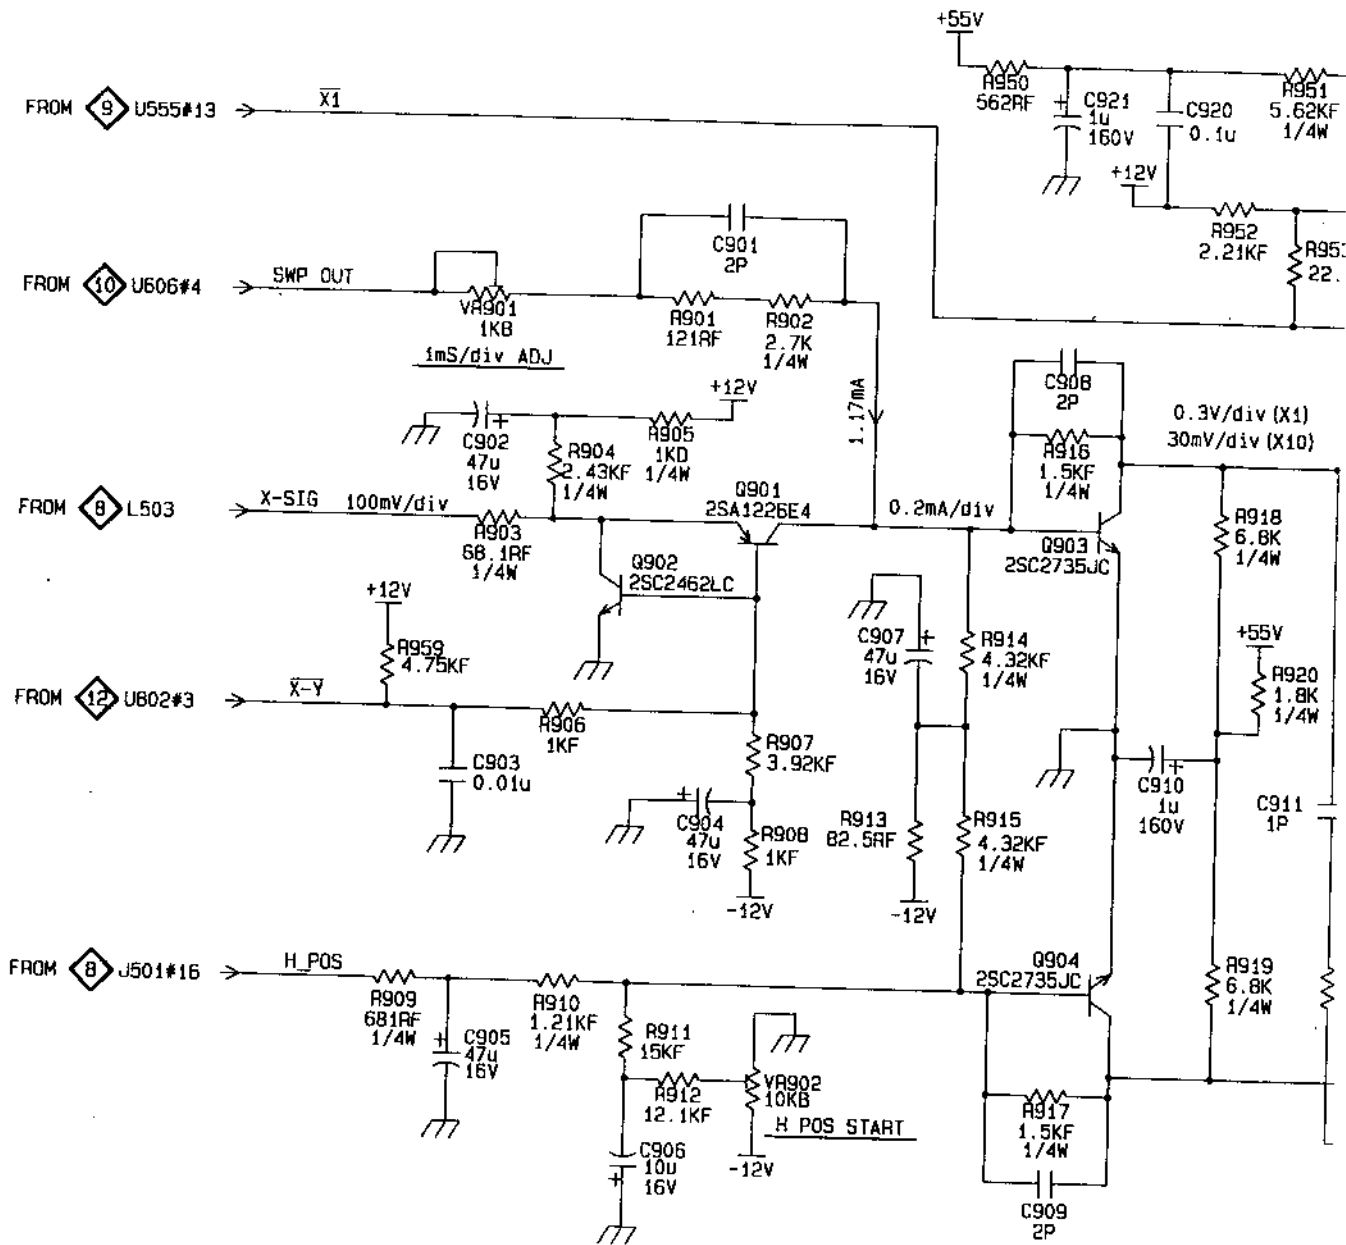 +55V
R950
562RF
C921
1u
160V
C920
0.1u
R951
5.62KF
1/4W
FROM 9 U555#13
X1
+12V
R952
2.21KF
R953
22.
C901
2P
FROM 10 U606#4
SWP OUT
VR901
1KB
R901
121RF
R902
2.7K
1/4W
1mS/div ADJ
+12V
C902
47u
16V
R904
2.43KF
1/4W
R905
1KD
1/4W
1.17mA
C908
2P
R916
1.5KF
1/4W
0.3V/div (X1)
30mV/div (X10)
FROM 8 L503
X-SIG 100mV/div
R903
68.1RF
1/4W
Q901
2SA1226E4
0.2mA/div
Q903
2SC2735JC
R918
6.8K
1/4W
Q902
2SC2462LC
+12V
R959
4.75KF
C907
47u
16V
R914
4.32KF
1/4W
+55V
R920
1.8K
1/4W
FROM 12 U602#3
X-Y
R906
1KF
C903
0.01u
R907
3.92KF
C904
47u
16V
R908
1KF
-12V
R913
82.5RF
-12V
R915
4.32KF
1/4W
C910
1u
160V
C911
1P
FROM 8 J501#16
H POS
R909
681RF
1/4W
C905
47u
16V
R910
1.21KF
1/4W
R911
15KF
R912
12.1KF
VR902
10KB
H POS START
C906
10u
16V
-12V
Q904
2SC2735JC
R919
6.8K
1/4W
R917
1.5KF
1/4W
C909
2P